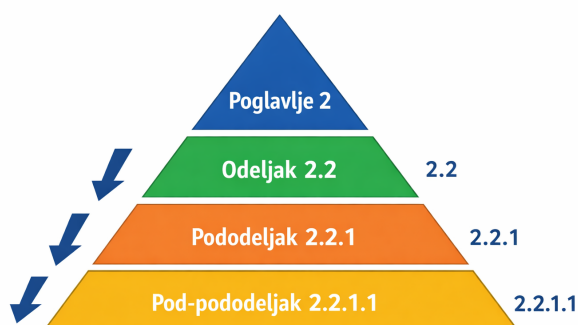 Poglavlje 2
Odeljak 2.2
2.2
Pododeljak 2.2.1
2.2.1
Pod-pododeljak 2.2.1.1
2.2.1.1